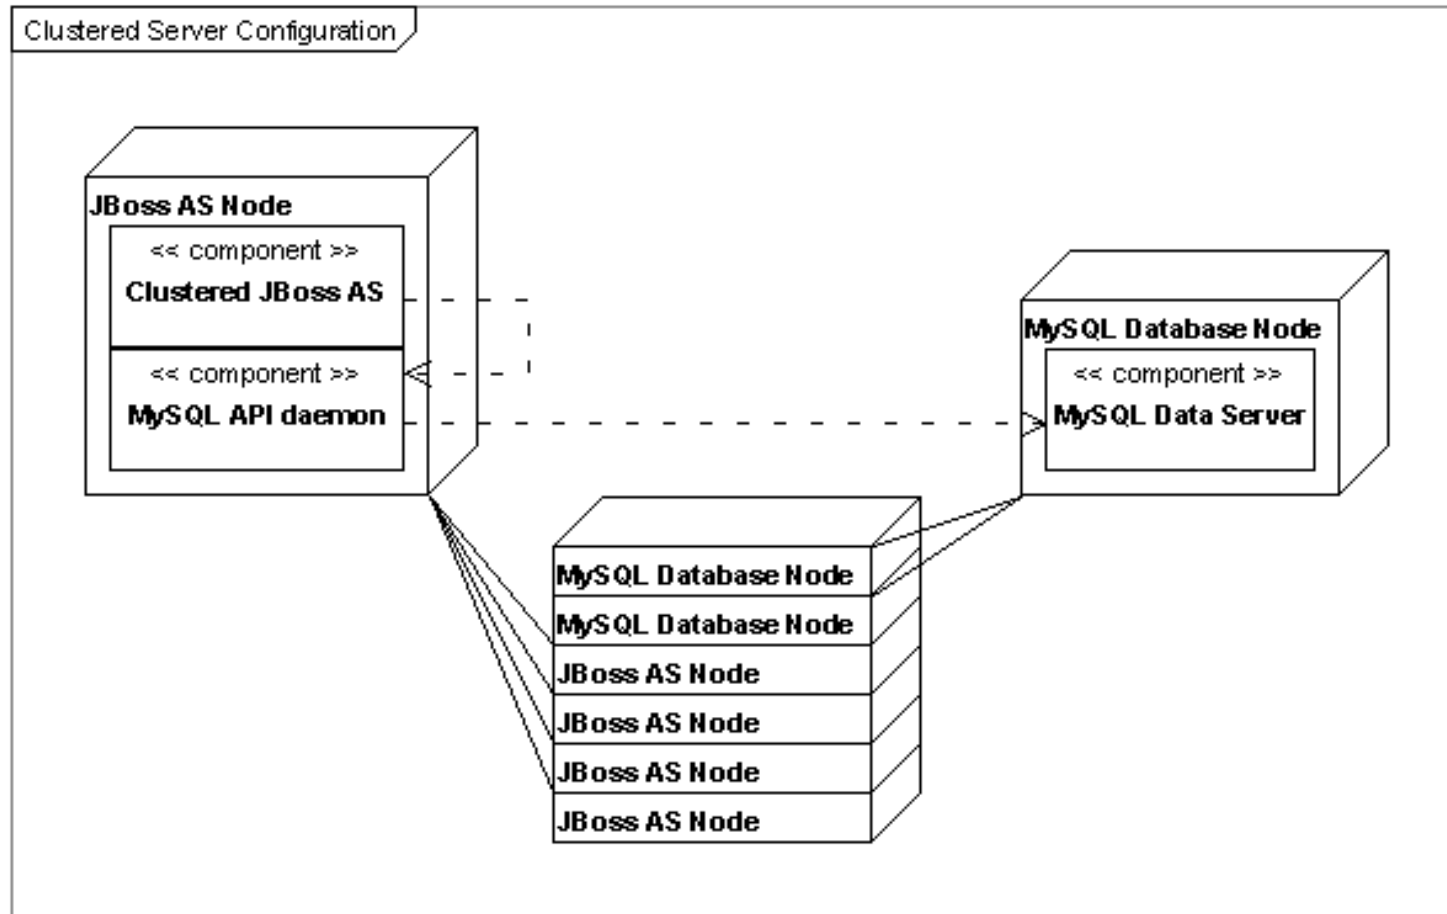 Clustered Server Configuration
JBoss AS Node
<< component >>
Clustered JBoss AS
<< component >>
MySQL API daemon
MySQL Database Node
<< component >>
MySQL Data Server
MySQL Database Node
MySQL Database Node
JBoss AS Node
JBoss AS Node
JBoss AS Node
JBoss AS Node